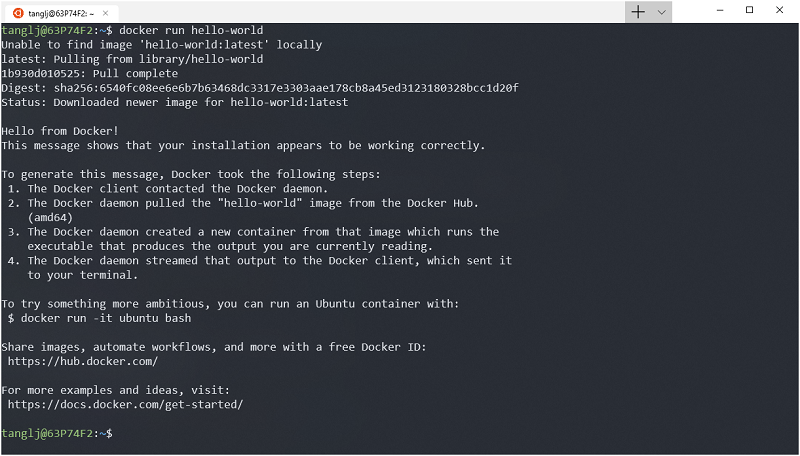 tanglj@63P74F2: ~
tanglj@63P74F2:~$ docker run hello-world
Unable to find image 'hello-world:latest' locally
latest: Pulling from library/hello-world
1b930d010525: Pull complete
Digest: sha256:6540fc08ee6e6b7b63468dc3317e3303aae178cb8a45ed3123180328bcc1d20f
Status: Downloaded newer image for hello-world:latest
Hello from Docker!
This message shows that your installation appears to be working correctly.
To generate this message, Docker took the following steps:
1. The Docker client contacted the Docker daemon.
2. The Docker daemon pulled the "hello-world" image from the Docker Hub.
(amd64)
3. The Docker daemon created a new container from that image which runs the
executable that produces the output you are currently reading.
4. The Docker daemon streamed that output to the Docker client, which sent it
to your terminal.
To try something more ambitious, you can run an Ubuntu container with:
$ docker run -it ubuntu bash
Share images, automate workflows, and more with a free Docker ID:
https://hub.docker.com/
For more examples and ideas, visit:
https://docs.docker.com/get-started/
tanglj@63P74F2:~$